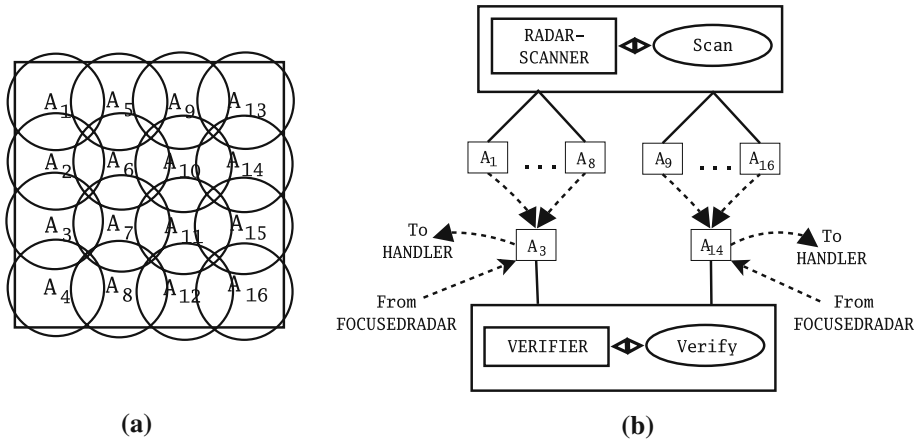 A1 A5 A9 A13
A2 A6 A10 A14
A3 A7 A11 A15
A4 A8 A12 A16
(a)
RADAR-
SCANNER
Scan
A1 ... A8 A9 ... A16
To
HANDLER
A3
A14
To
HANDLER
From
FOCUSEDRADAR
From
FOCUSEDRADAR
VERIFIER
Verify
(b)